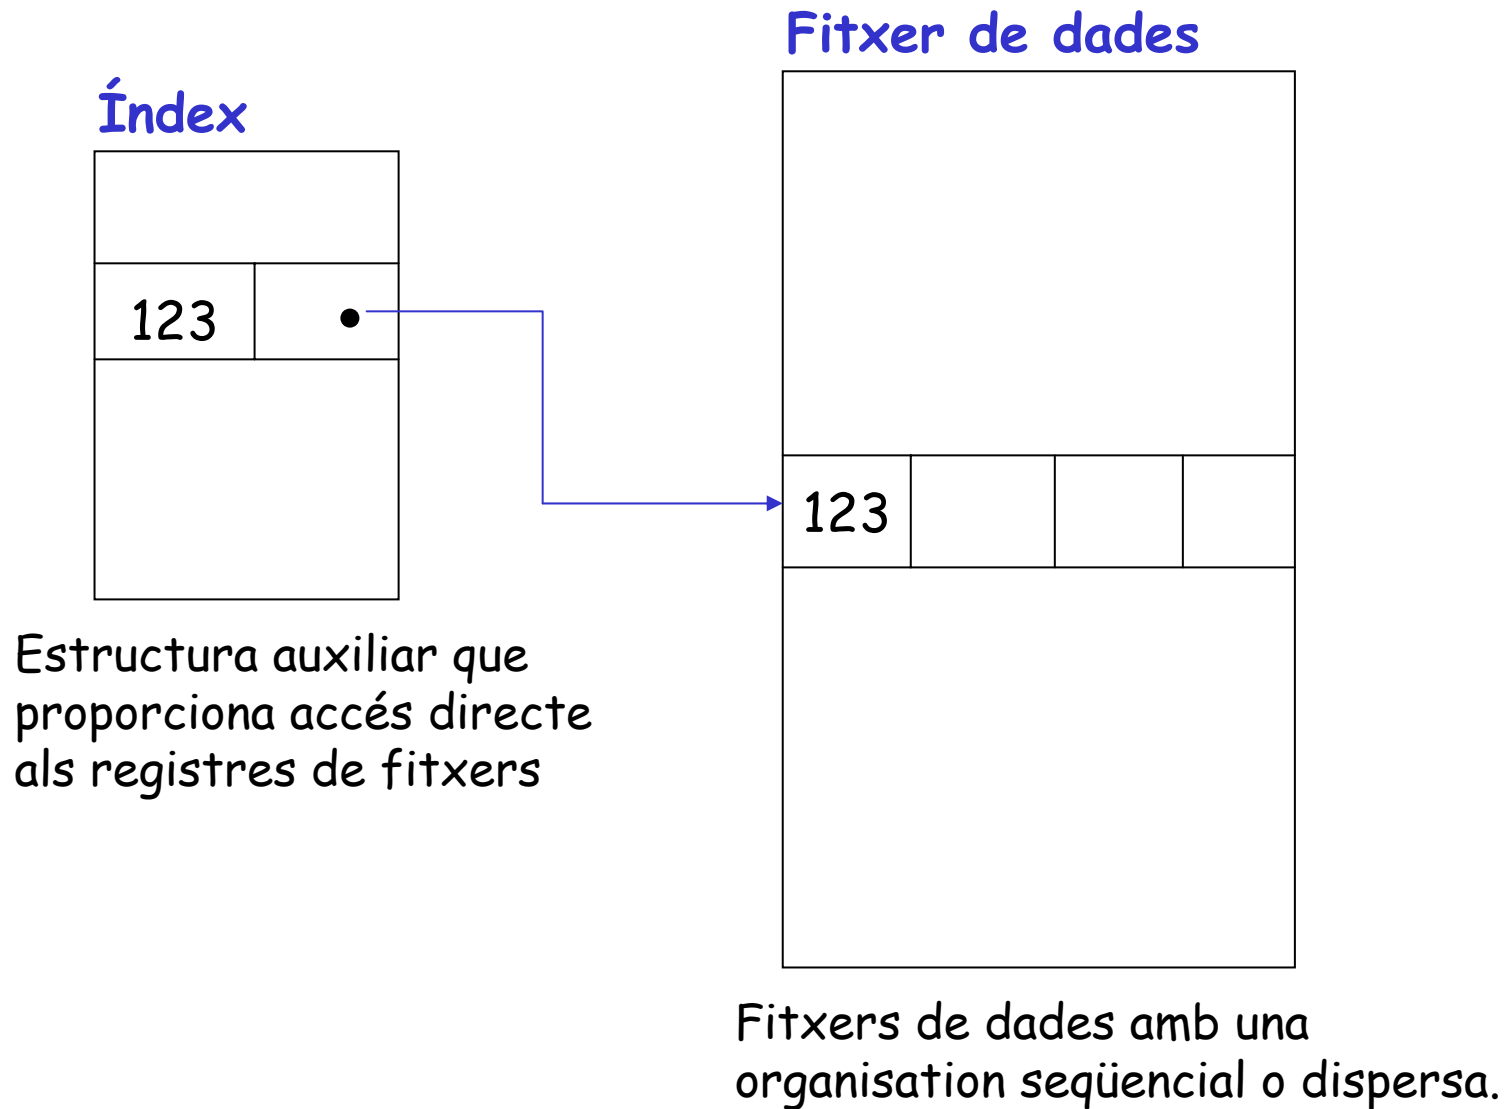 Fitxer de dades
Índex
123
123
Estructura auxiliar que
proporciona accés directe
als registres de fitxers
Fitxers de dades amb una
organisation seqüencial o dispersa.